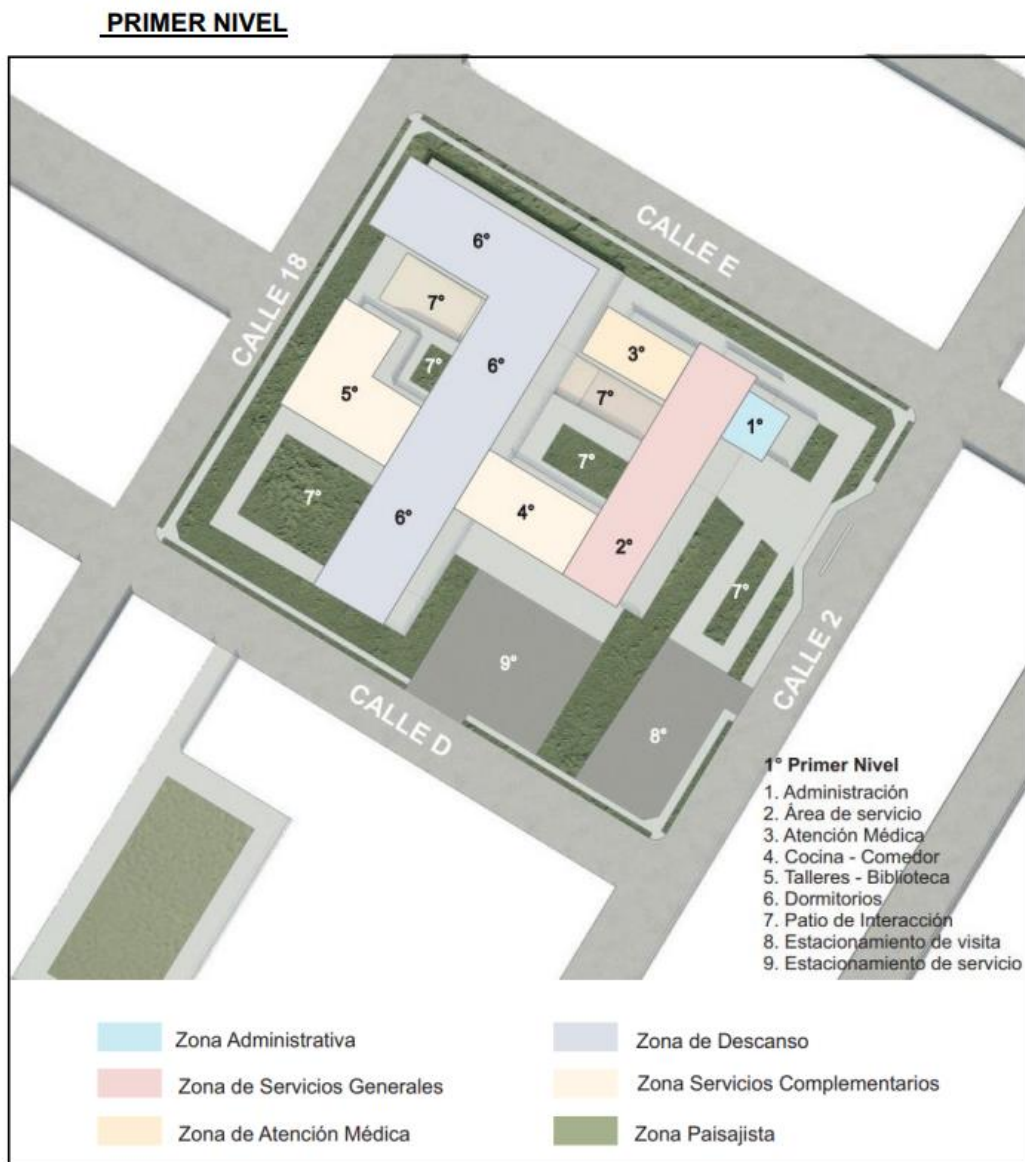 PRIMER NIVEL
CALLE E
CALLE 18
6°
7°
3°
6°
7°
5°
7°
1°
7°
7°
4°
6°
2°
7°
9°
CALLE D
8°
CALLE 2
1° Primer Nivel
1. Administración
2. Área de servicio
3. Atención Médica
4. Cocina - Comedor
5. Talleres - Biblioteca
6. Dormitorios
7. Patio de Interacción
8. Estacionamiento de visita
9. Estacionamiento de servicio
Zona Administrativa
Zona de Descanso
Zona de Servicios Generales
Zona Servicios Complementarios
Zona de Atención Médica
Zona Paisajista